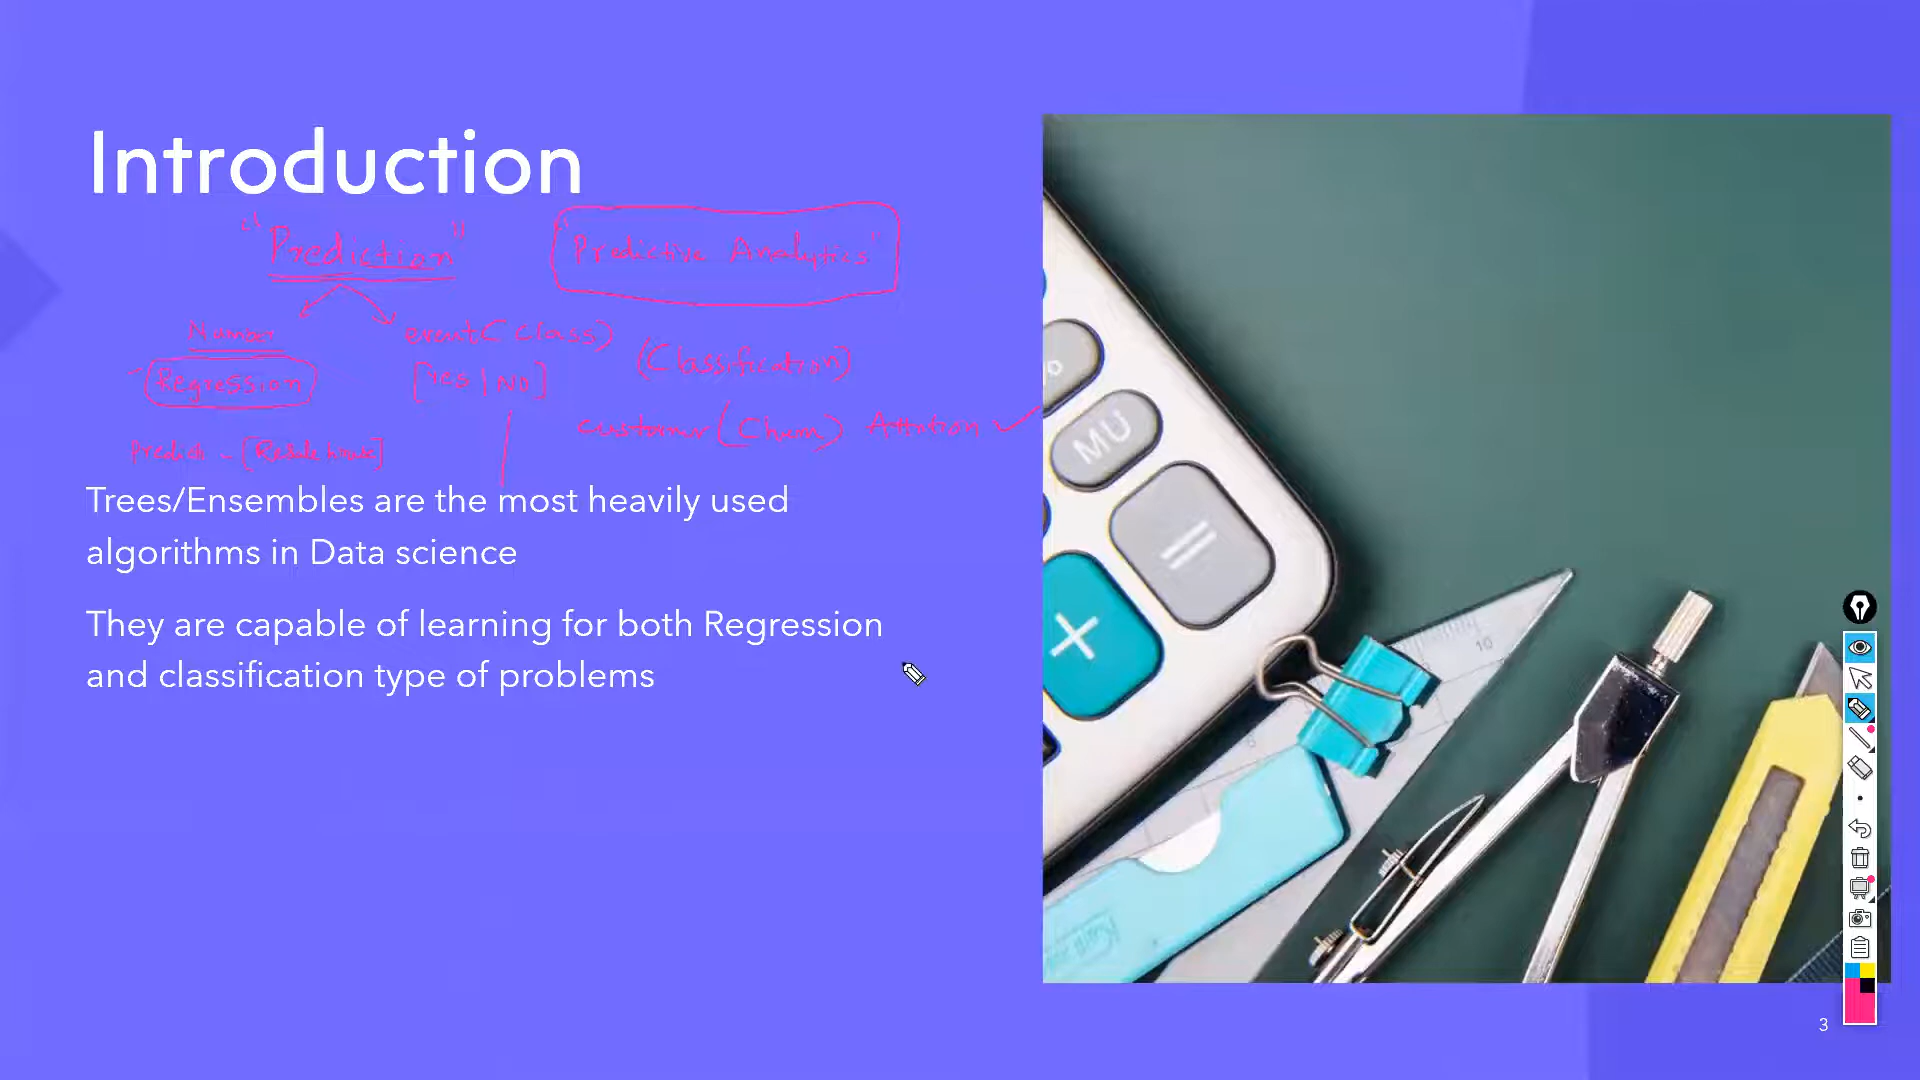 Introduction
"Prediction"
'Predictive Analytics'
Number
event (class)
Regression
[Yes | No]
(Classification)
customer (Churn) Attrition
Predict - [Resale house]
Trees/Ensembles are the most heavily used
algorithms in Data science
They are capable of learning for both Regression
and classification type of problems
MU
=
+
10
3